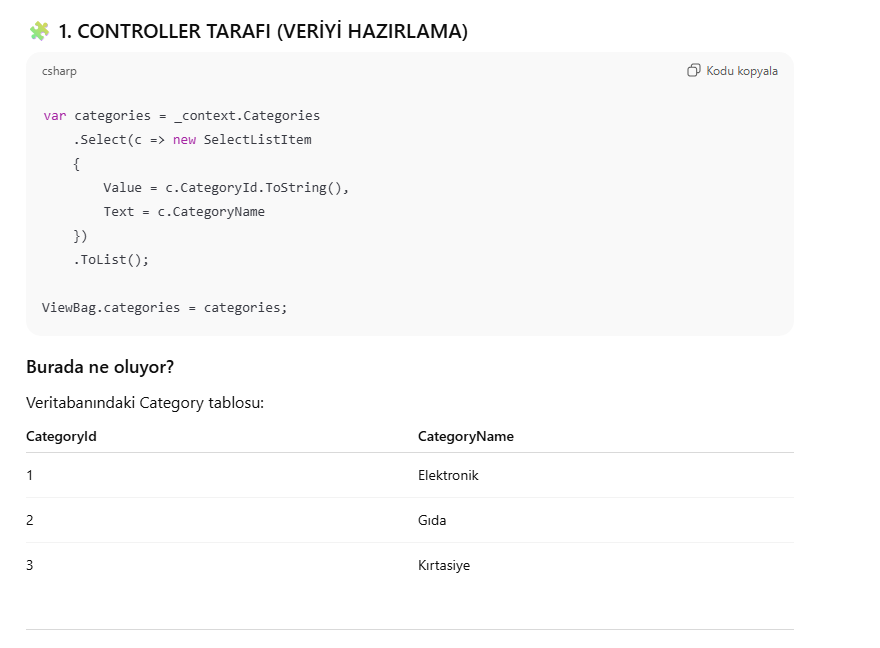 🧩 1. CONTROLLER TARAFI (VERİYİ HAZIRLAMA)
csharp
Kodu kopyala
var categories = _context.Categories
    .Select(c => new SelectListItem
    {
        Value = c.CategoryId.ToString(),
        Text = c.CategoryName
    })
    .ToList();
ViewBag.categories = categories;
Burada ne oluyor?
Veritabanındaki Category tablosu:
CategoryId CategoryName
1 Elektronik
2 Gıda
3 Kırtasiye